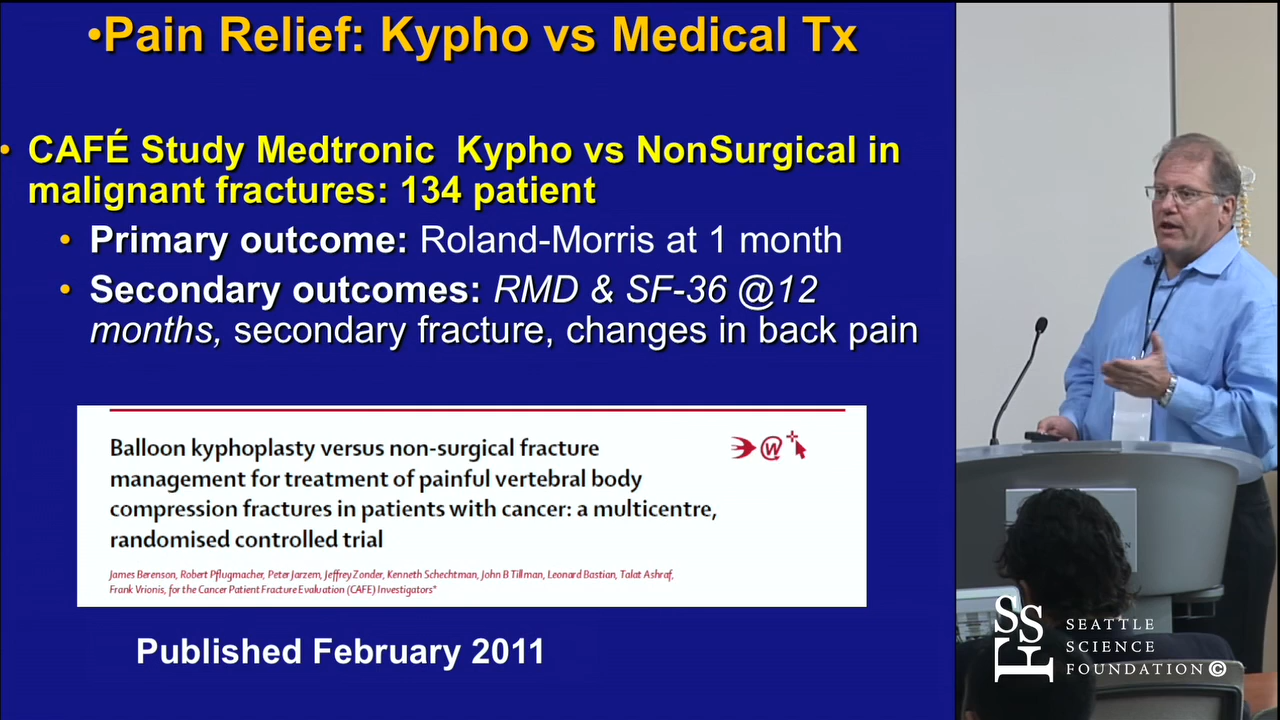 •Pain Relief: Kypho vs Medical Tx
• CAFÉ Study Medtronic Kypho vs NonSurgical in
malignant fractures: 134 patient
• Primary outcome: Roland-Morris at 1 month
• Secondary outcomes: RMD & SF-36 @12
months, secondary fracture, changes in back pain
Balloon kyphoplasty versus non-surgical fracture
management for treatment of painful vertebral body
compression fractures in patients with cancer: a multicentre,
randomised controlled trial
James Berenson, Robert Pflugmacher, Peter Jarzem, Jeffrey Zonder, Kenneth Schechtman, John B Tillman, Leonard Bastian, Talat Ashraf,
Frank Vrionis, for the Cancer Patient Fracture Evaluation (CAFE) Investigators*
Published February 2011
SSF
SEATTLE
SCIENCE
FOUNDATION©